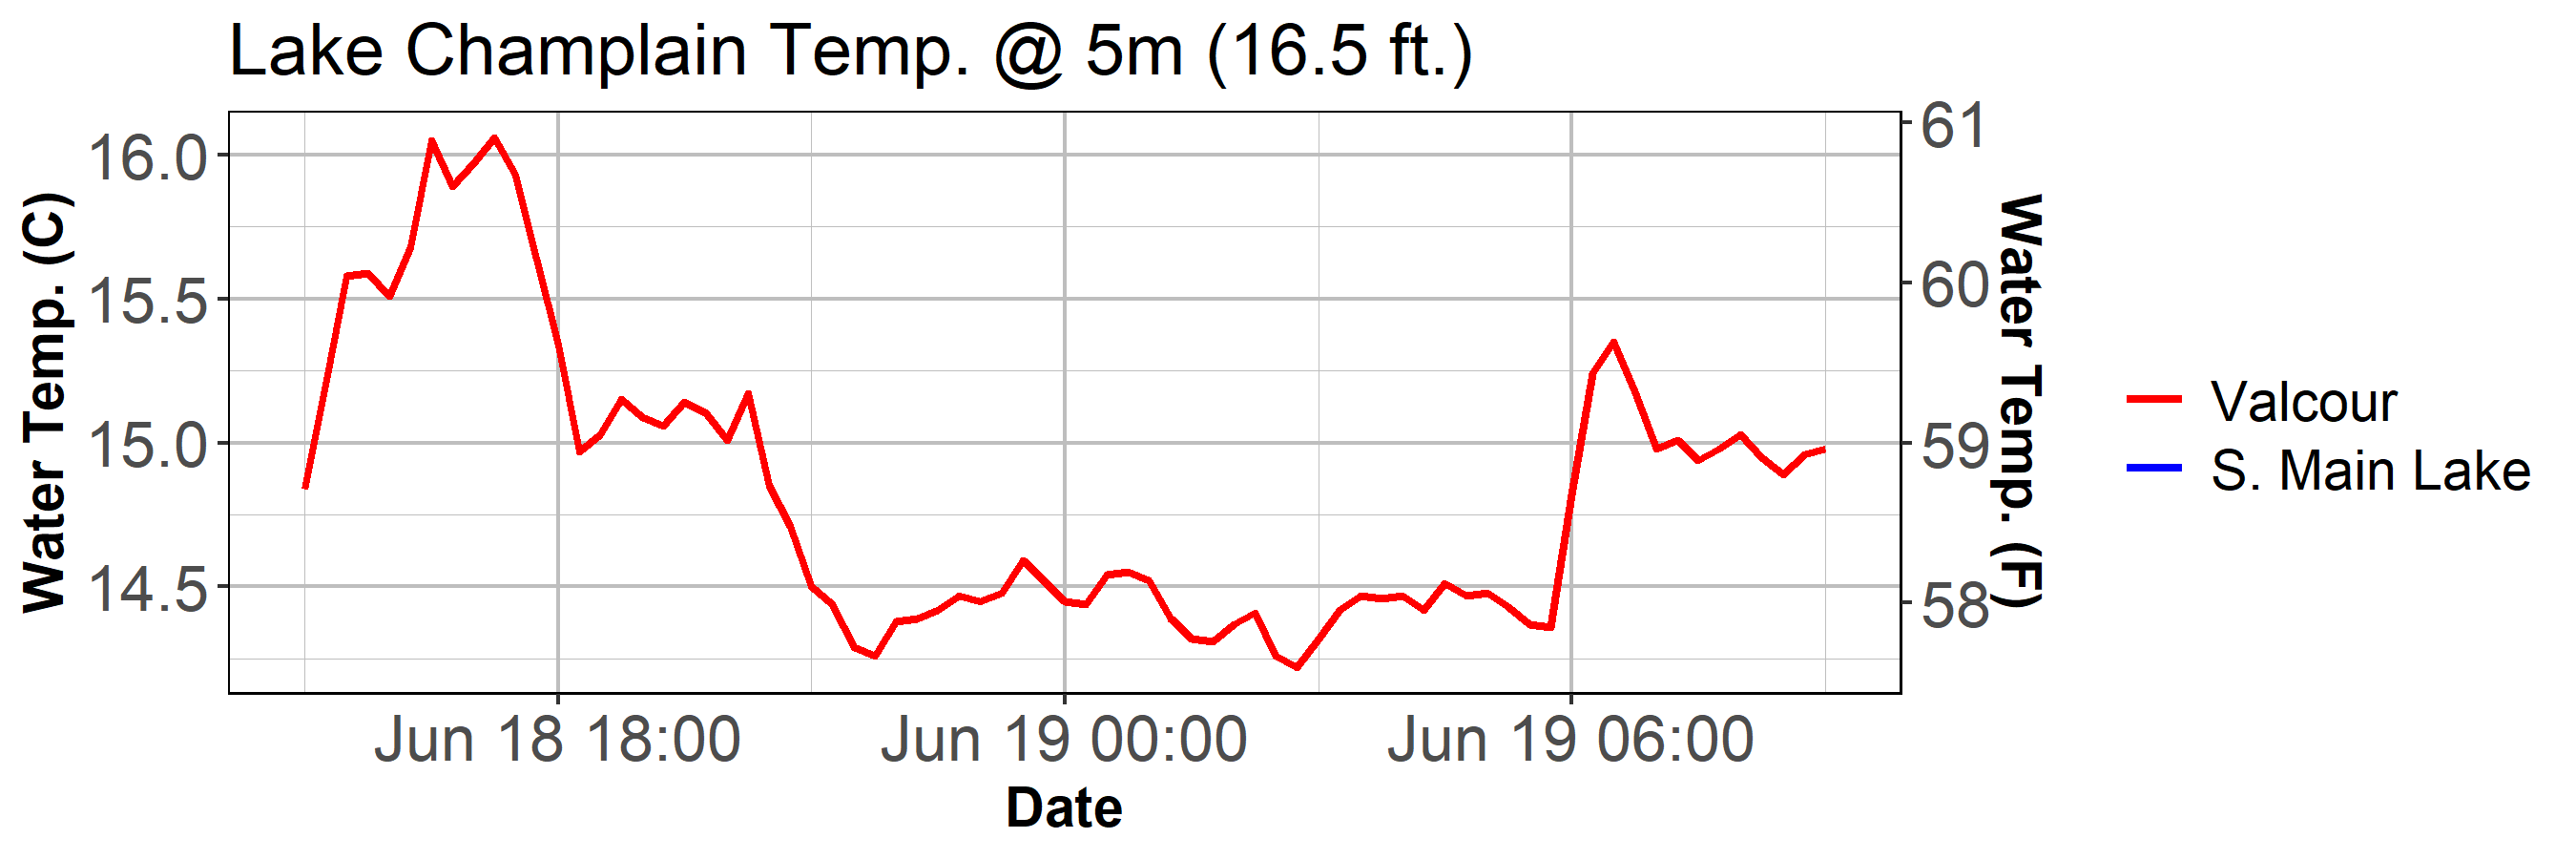 Lake Champlain Temp. @ 5m (16.5 ft.)
Water Temp. (C)
16.0
15.5
15.0
14.5
61
60
59
58
Water Temp. (F)
Jun 18 18:00
Jun 19 00:00
Jun 19 06:00
Date
Valcour
S. Main Lake